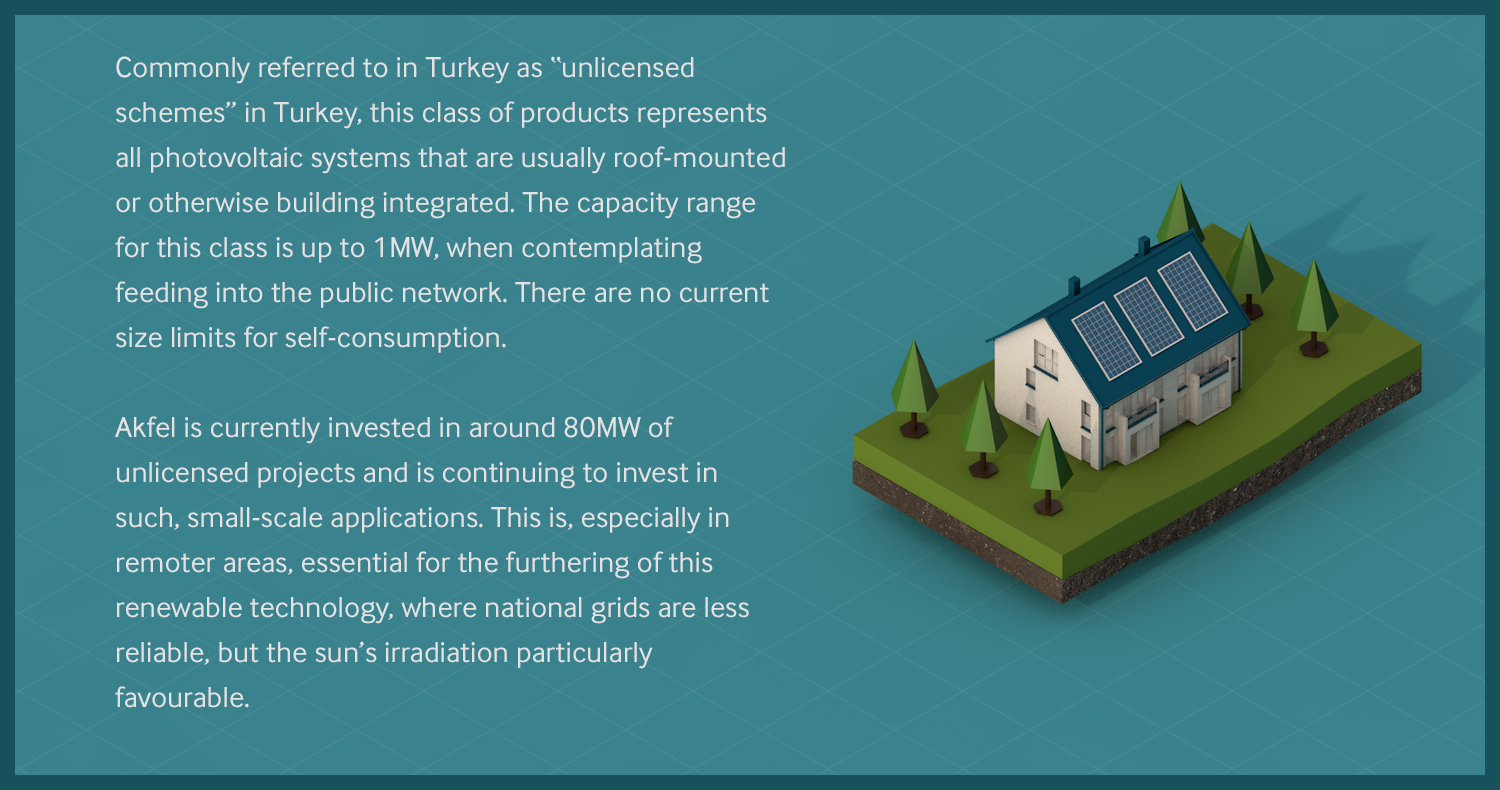 Commonly referred to in Turkey as “unlicensed
schemes” in Turkey, this class of products represents
all photovoltaic systems that are usually roof-mounted
or otherwise building integrated. The capacity range
for this class is up to 1MW, when contemplating
feeding into the public network. There are no current
size limits for self-consumption.
Akfel is currently invested in around 80MW of
unlicensed projects and is continuing to invest in
such, small-scale applications. This is, especially in
remoter areas, essential for the furthering of this
renewable technology, where national grids are less
reliable, but the sun’s irradiation particularly
favourable.